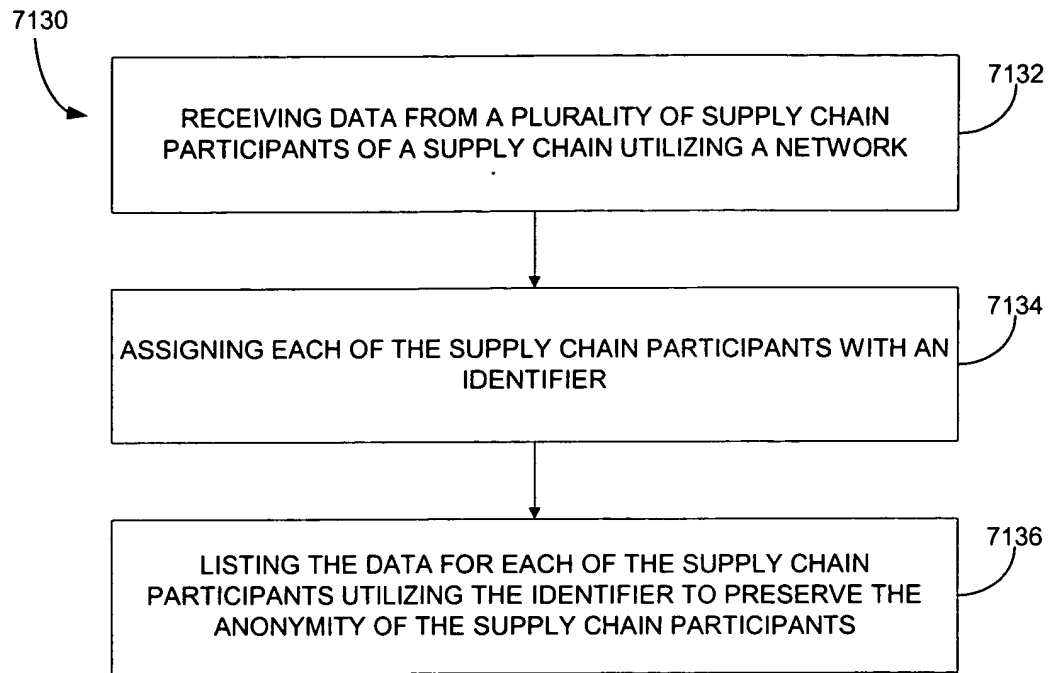 7130
7132
RECEIVING DATA FROM A PLURALITY OF SUPPLY CHAIN
PARTICIPANTS OF A SUPPLY CHAIN UTILIZING A NETWORK
7134
ASSIGNING EACH OF THE SUPPLY CHAIN PARTICIPANTS WITH AN
IDENTIFIER
7136
LISTING THE DATA FOR EACH OF THE SUPPLY CHAIN
PARTICIPANTS UTILIZING THE IDENTIFIER TO PRESERVE THE
ANONYMITY OF THE SUPPLY CHAIN PARTICIPANTS